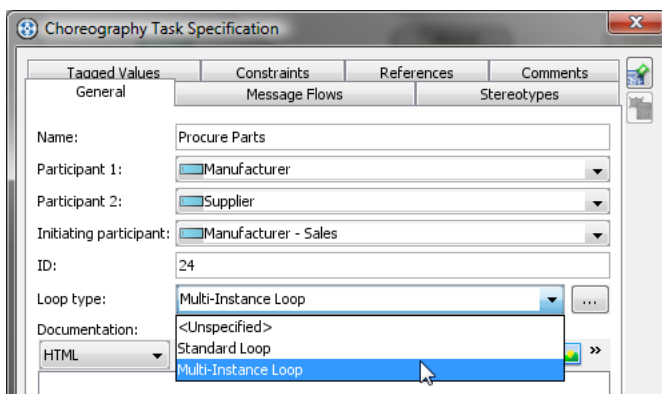 Choreography Task Specification
Tagged Values Constraints References Comments
General Message Flows Stereotypes
Name: Procure Parts
Participant 1: Manufacturer
Participant 2: Supplier
Initiating participant: Manufacturer - Sales
ID: 24
Loop type: Multi-Instance Loop ...
Documentation: <Unspecified>
HTML Standard Loop »
Multi-Instance Loop